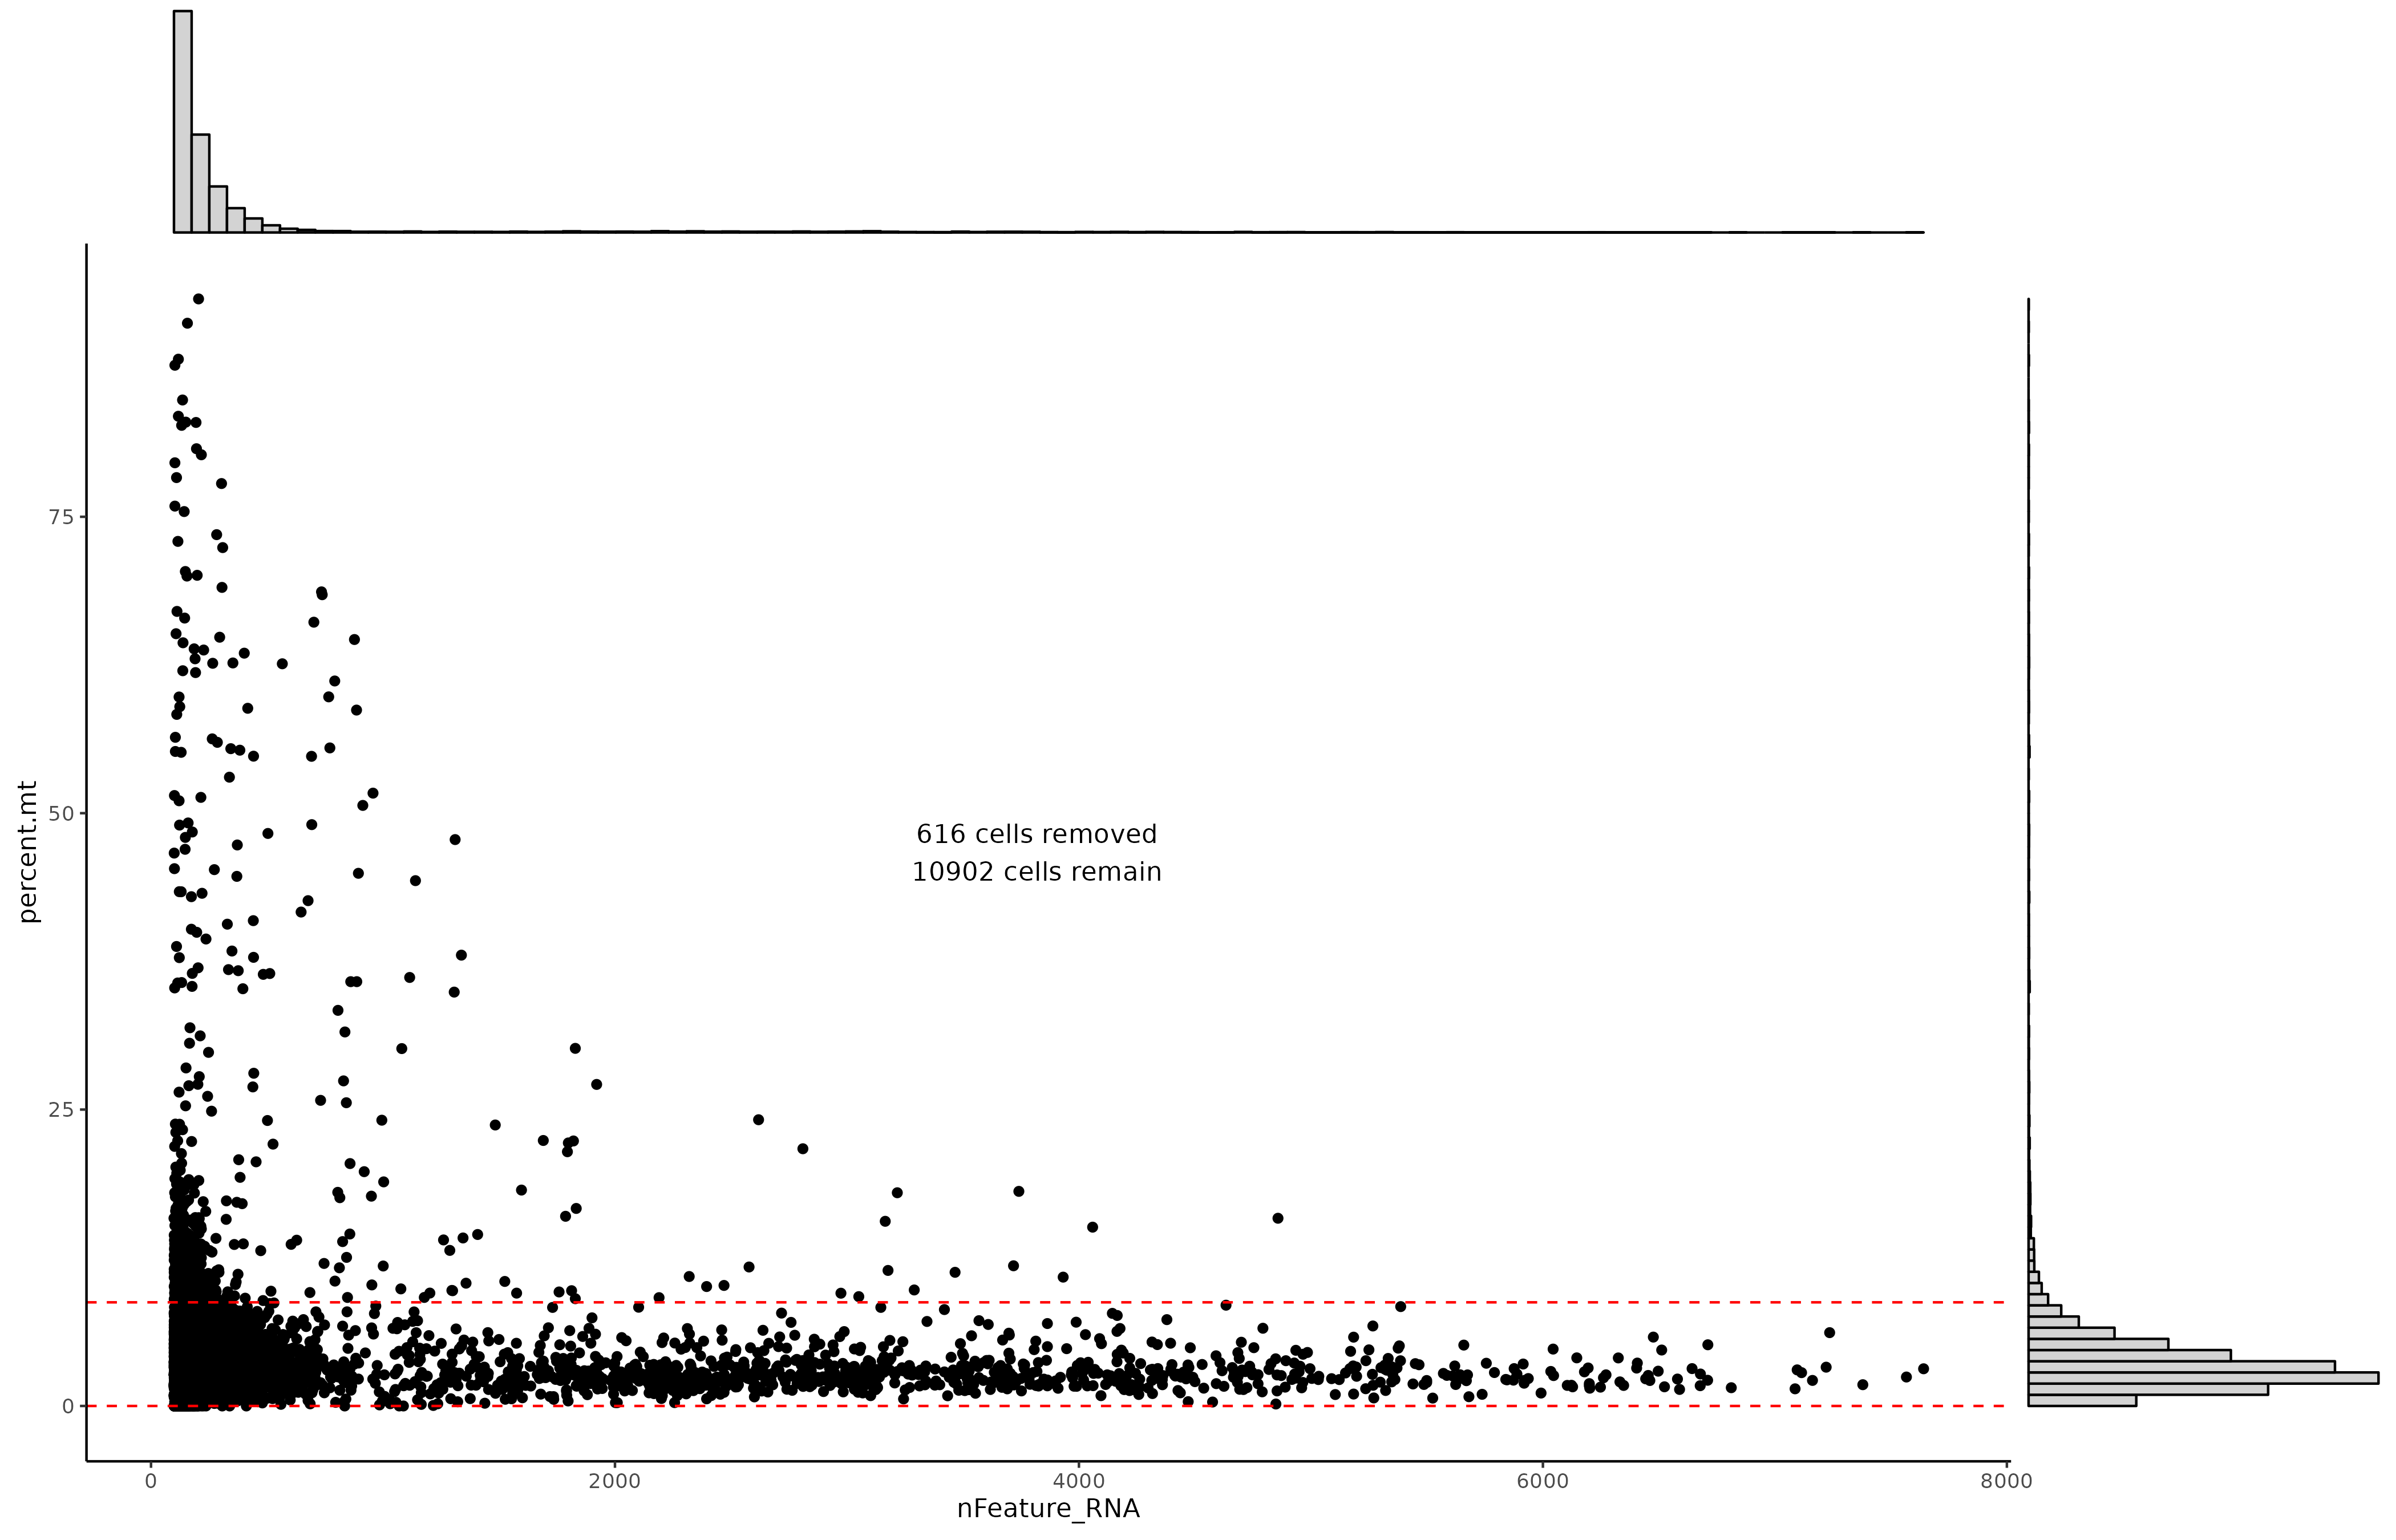 75
50
25
0
percent.mt
616 cells removed
10902 cells remain
0 2000 4000 6000 8000
nFeature_RNA